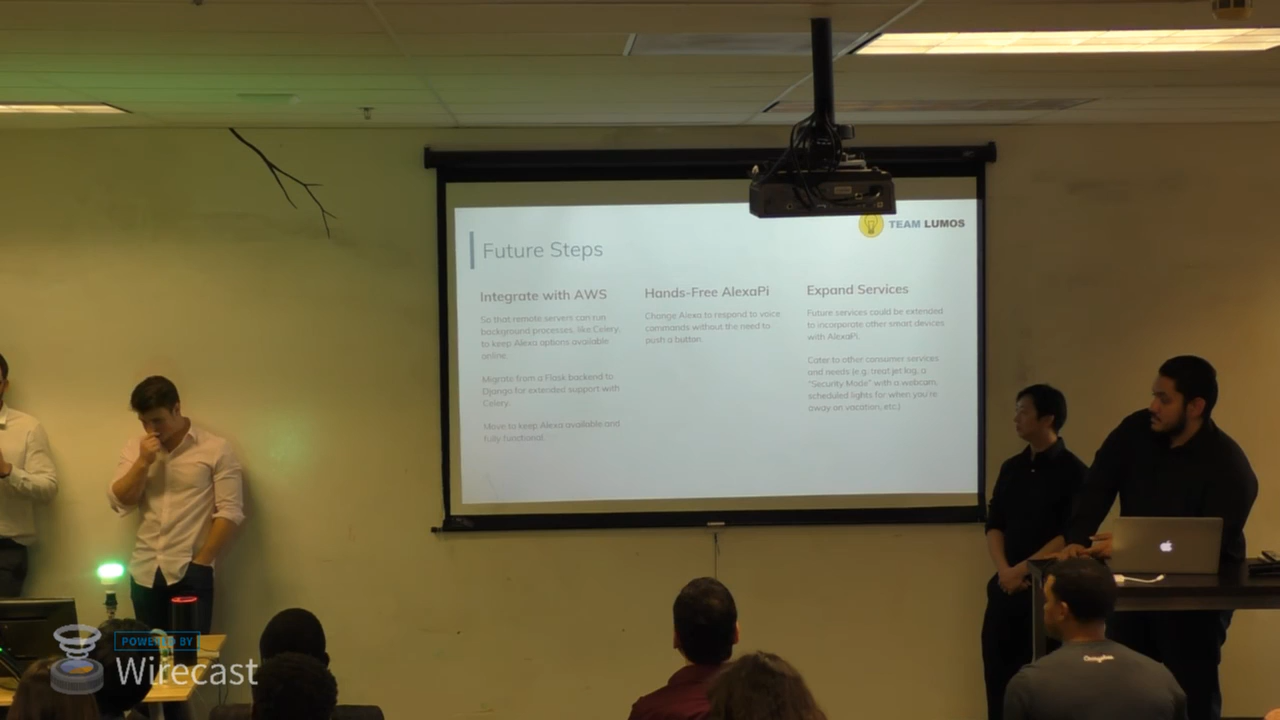 TEAM LUMOS
Future Steps
Integrate with AWS
So that remote servers can run
background processes, like Celery,
to keep Alexa options available
online.
Migrate from a Flask backend to
Django for extended support with
Celery.
Move to keep Alexa available and
fully functional.
Hands-Free AlexaPi
Change Alexa to respond to voice
commands without the need to
push a button.
Expand Services
Future services could be extended
to incorporate other smart devices
with AlexaPi.
Cater to other consumer services
and needs (e.g. treat jet lag, a
"Security Mode" with a webcam,
scheduled lights for when you're
away on vacation, etc.)
POWERED BY
Wirecast